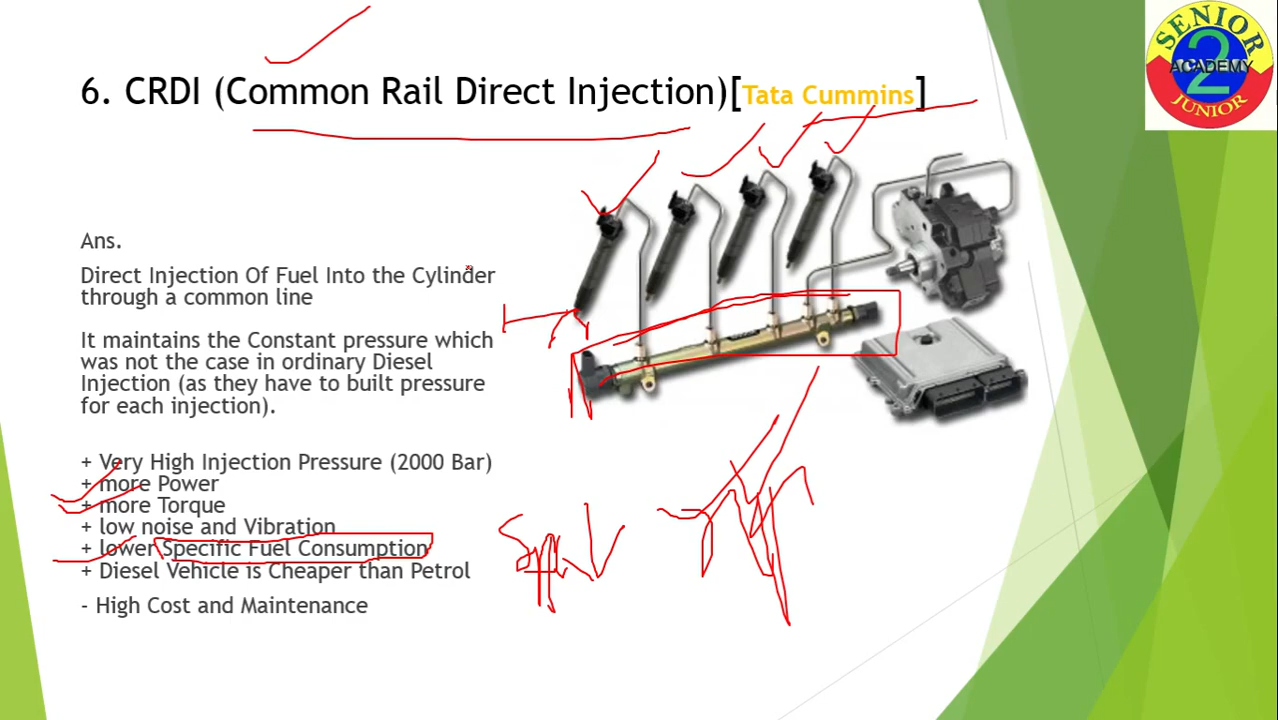 6. CRDI (Common Rail Direct Injection)[Tata Cummins]
SENIOR
2
ACADEMY
JUNIOR
Ans.
Direct Injection Of Fuel Into the Cylinder
through a common line
It maintains the Constant pressure which
was not the case in ordinary Diesel
Injection (as they have to built pressure
for each injection).
+ Very High Injection Pressure (2000 Bar)
+ more Power
+ more Torque
+ low noise and Vibration
+ lower Specific Fuel Consumption
+ Diesel Vehicle is Cheaper than Petrol
- High Cost and Maintenance